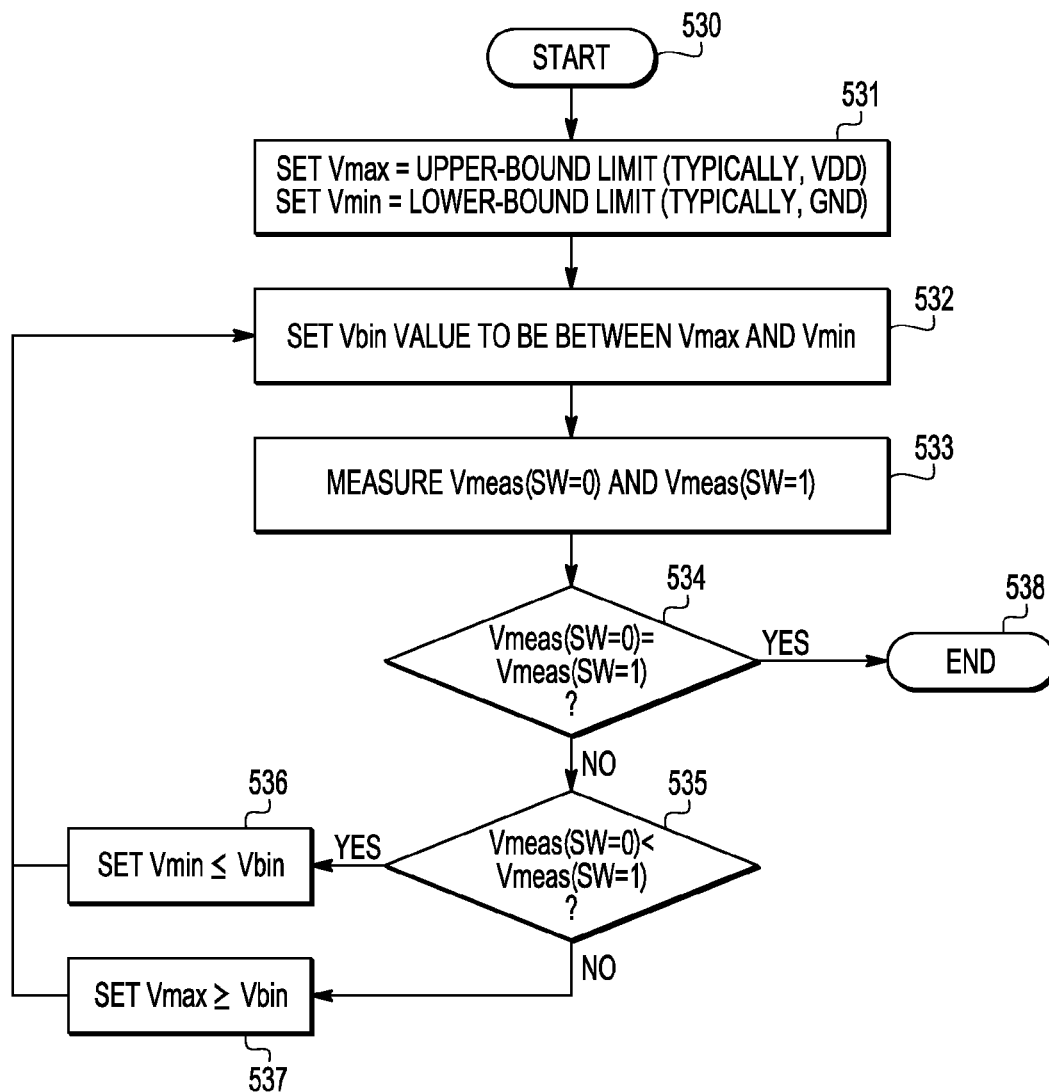 START
530
531
SET Vmax = UPPER-BOUND LIMIT (TYPICALLY, VDD)
SET Vmin = LOWER-BOUND LIMIT (TYPICALLY, GND)
532
SET Vbin VALUE TO BE BETWEEN Vmax AND Vmin
533
MEASURE Vmeas(SW=0) AND Vmeas(SW=1)
534
Vmeas(SW=0)=
Vmeas(SW=1)
?
YES
538
END
NO
535
Vmeas(SW=0)<
Vmeas(SW=1)
?
YES
536
SET Vmin ≤ Vbin
NO
SET Vmax ≥ Vbin
537